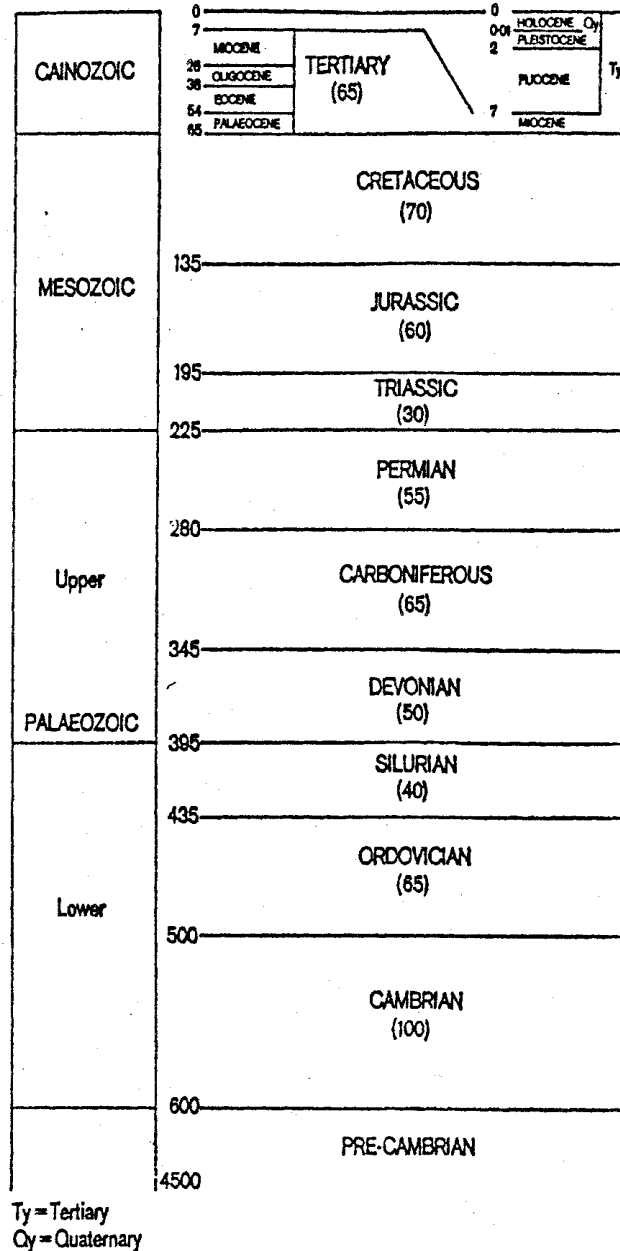 0
0
HOLOCENE Qy
7
0·01
PLEISTOCENE
2
MIOCENE
TERTIARY
Ty
CAINOZOIC
26
OLIGOCENE
(65)
PLIOCENE
38
EOCENE
54
7
PALAEOCENE
MIOCENE
65
CRETACEOUS
(70)
135
MESOZOIC
JURASSIC
(60)
195
TRIASSIC
(30)
225
PERMIAN
(55)
280
Upper
CARBONIFEROUS
(65)
345
DEVONIAN
(50)
PALAEOZOIC
395
SILURIAN
(40)
435
ORDOVICIAN
(65)
Lower
500
CAMBRIAN
(100)
600
PRE-CAMBRIAN
4500
Ty = Tertiary
Qy = Quaternary